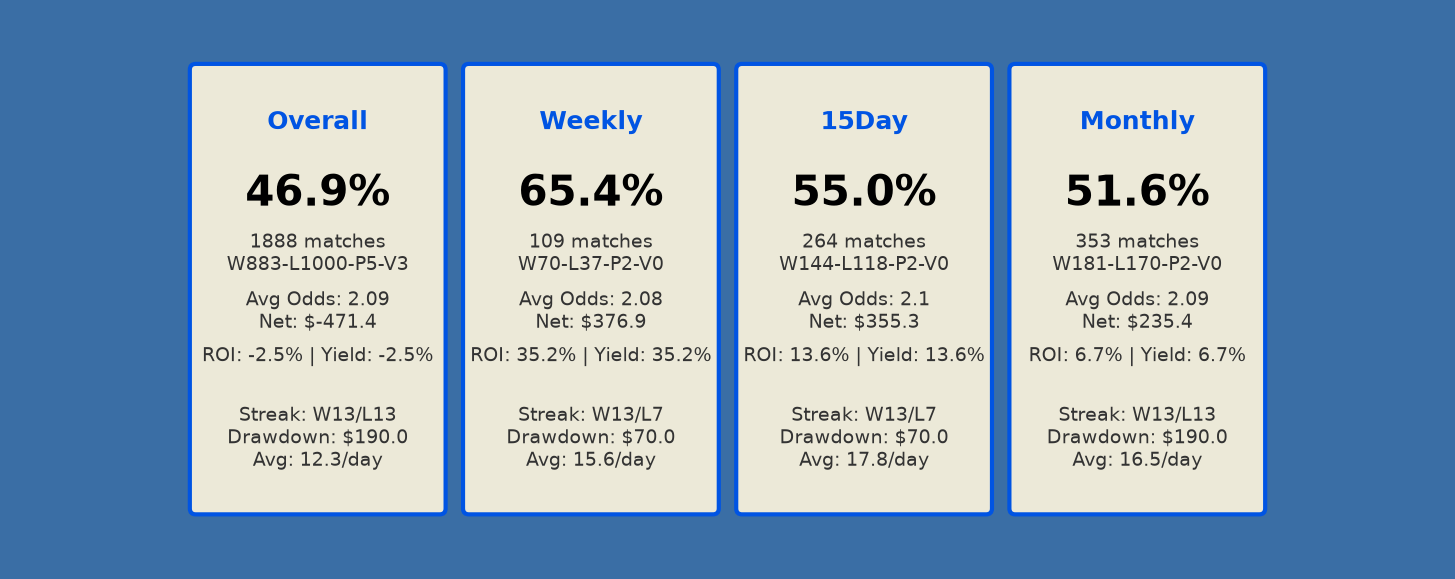 Overall
46.9%
1888 matches
W883-L1000-P5-V3
Avg Odds: 2.09
Net: $-471.4
ROI: -2.5% | Yield: -2.5%
Streak: W13/L13
Drawdown: $190.0
Avg: 12.3/day
Weekly
65.4%
109 matches
W70-L37-P2-V0
Avg Odds: 2.08
Net: $376.9
ROI: 35.2% | Yield: 35.2%
Streak: W13/L7
Drawdown: $70.0
Avg: 15.6/day
15Day
55.0%
264 matches
W144-L118-P2-V0
Avg Odds: 2.1
Net: $355.3
ROI: 13.6% | Yield: 13.6%
Streak: W13/L7
Drawdown: $70.0
Avg: 17.8/day
Monthly
51.6%
353 matches
W181-L170-P2-V0
Avg Odds: 2.09
Net: $235.4
ROI: 6.7% | Yield: 6.7%
Streak: W13/L13
Drawdown: $190.0
Avg: 16.5/day